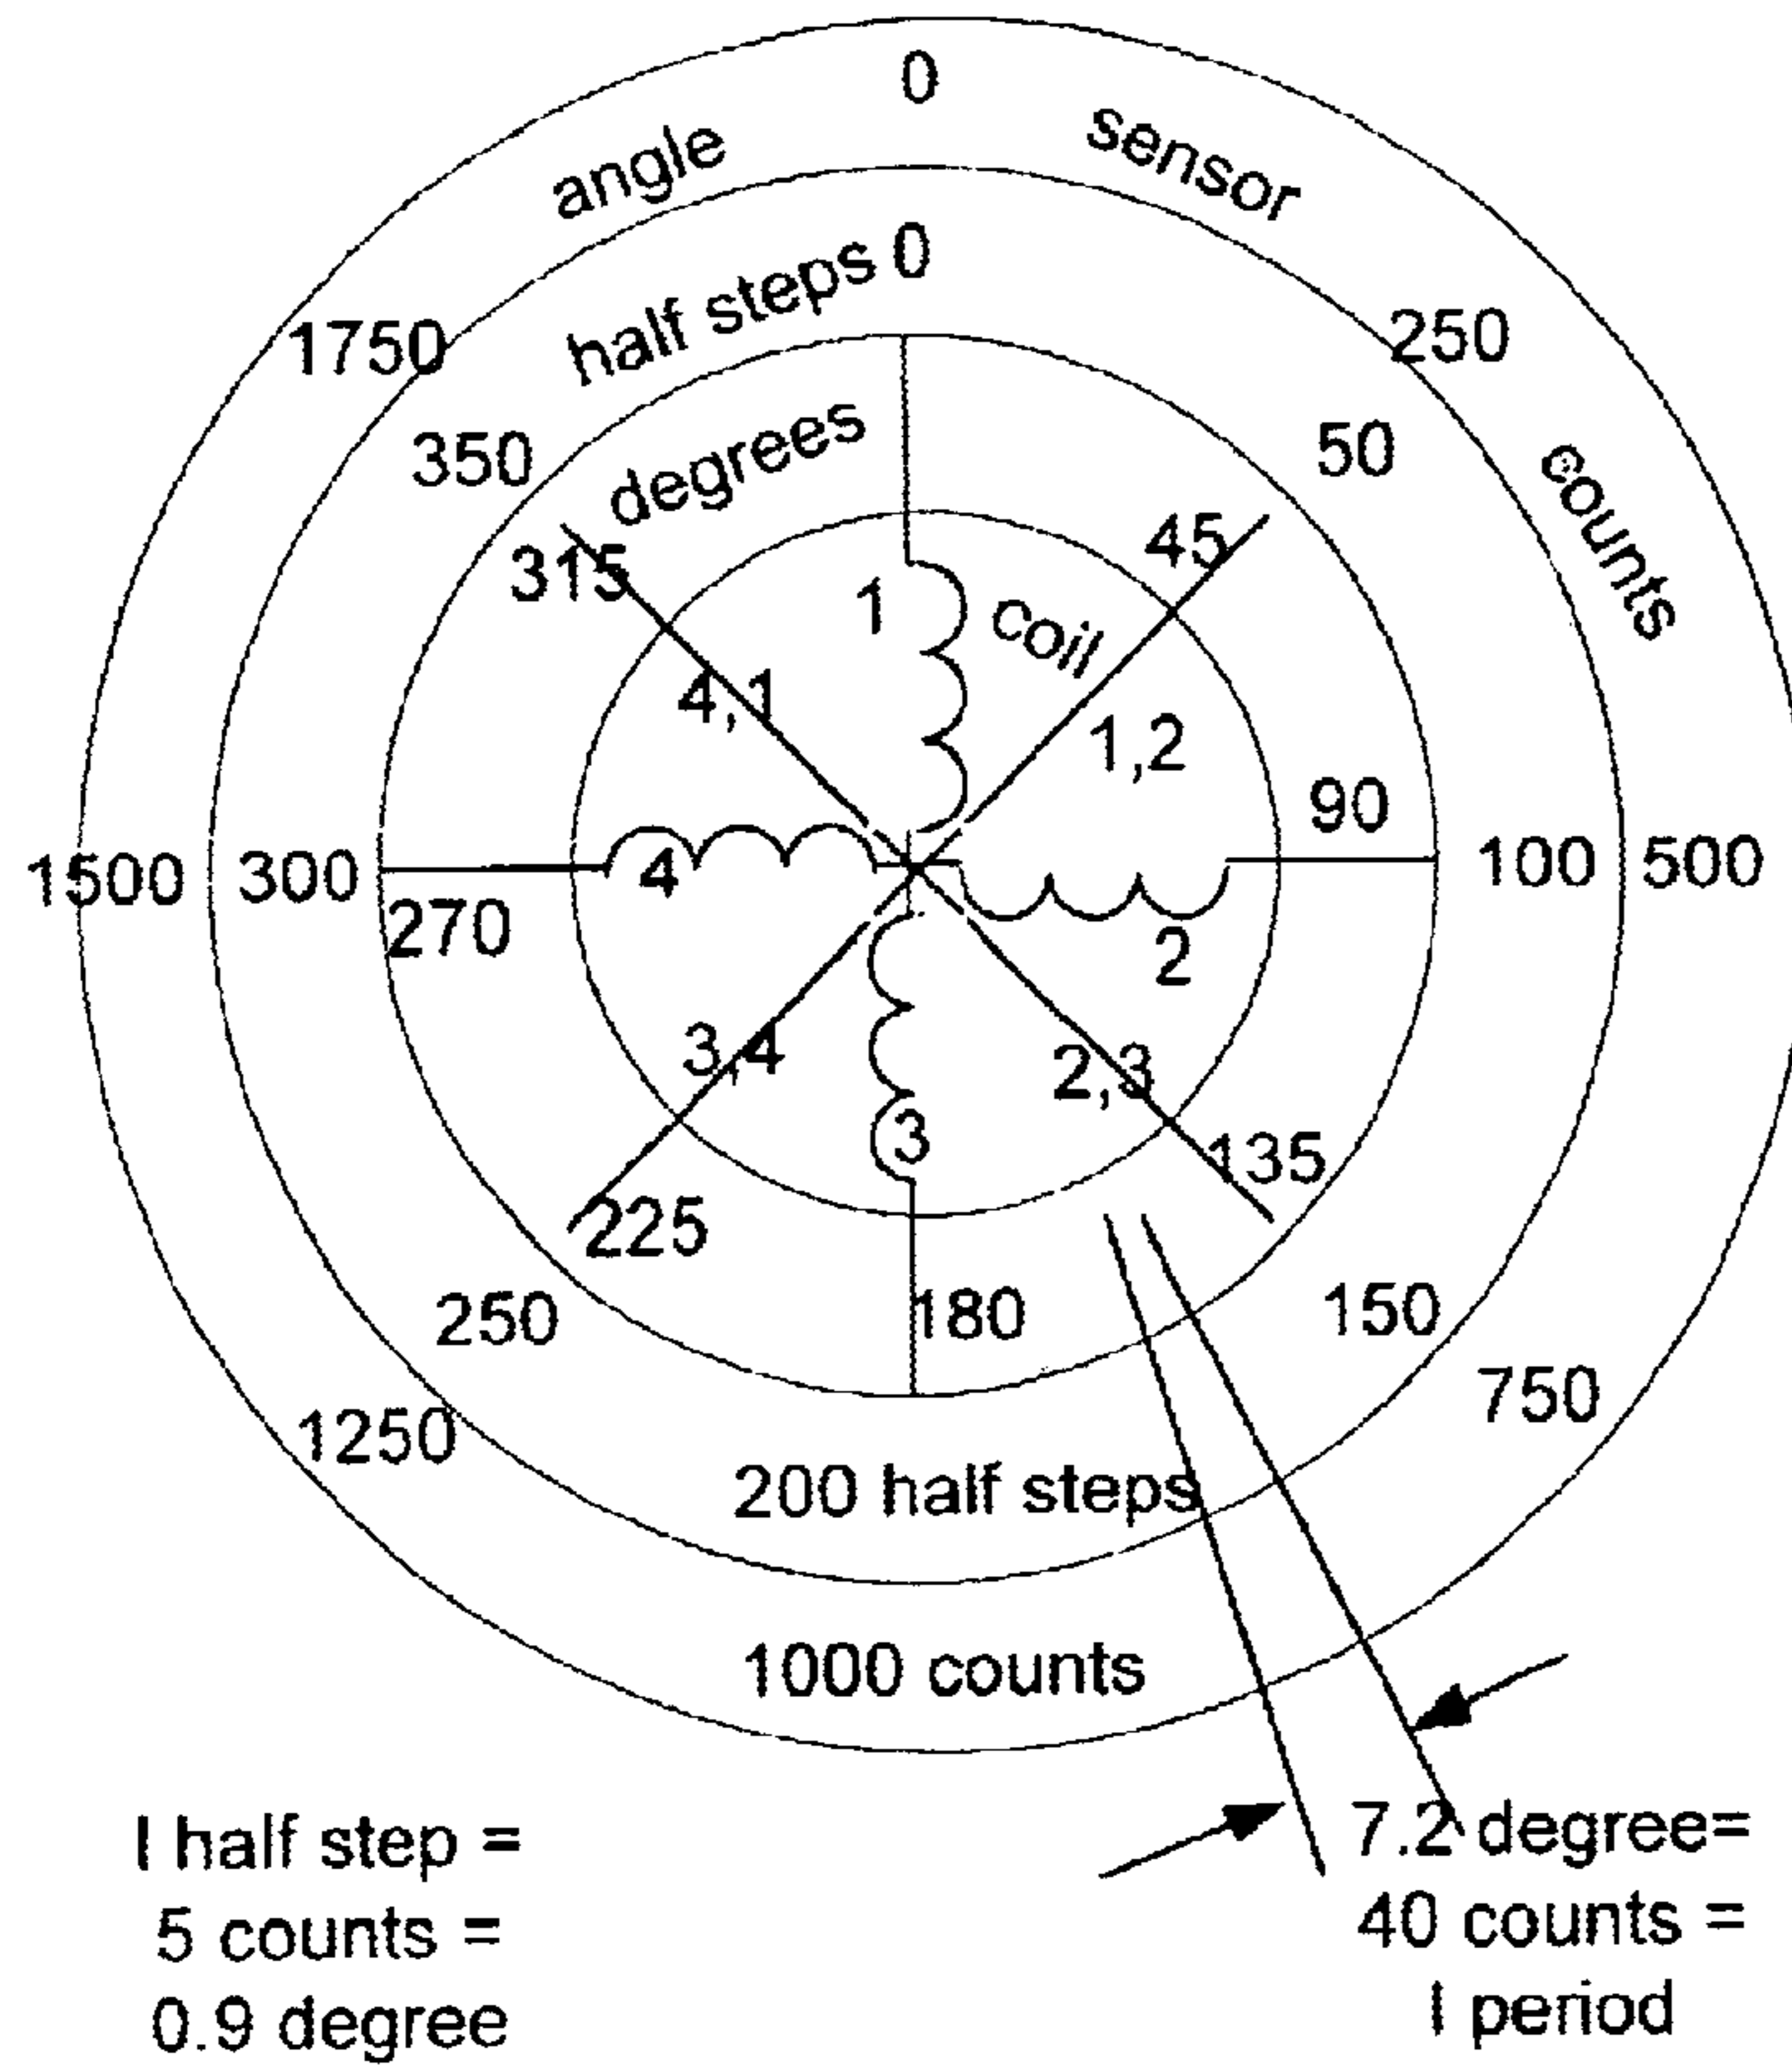 0
angle
sensor
half steps 0
1750
250
350
degrees
50
counts
315
45
1
coil
4,1
1,2
90
1500
300
4
100
500
270
2
3,4
2,3
3
135
225
250
180
150
750
1250
200 half steps
1000 counts
I half step =
5 counts =
0.9 degree
7.2 degree=
40 counts =
I period